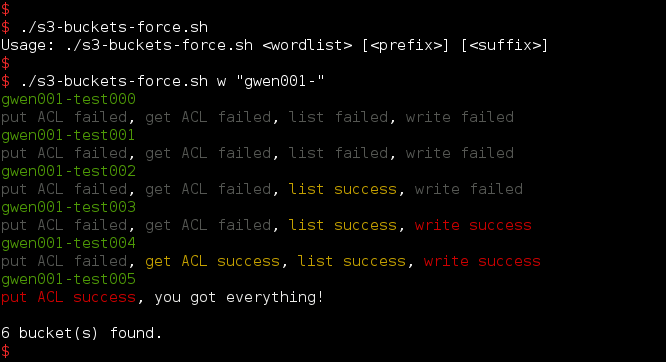 $
$ ./s3-buckets-force.sh
Usage: ./s3-buckets-force.sh <wordlist> [<prefix>] [<suffix>]
$
$ ./s3-buckets-force.sh w "gwen001-"
gwen001-test000
put ACL failed, get ACL failed, list failed, write failed
gwen001-test001
put ACL failed, get ACL failed, list failed, write failed
gwen001-test002
put ACL failed, get ACL failed, list success, write failed
gwen001-test003
put ACL failed, get ACL failed, list success, write success
gwen001-test004
put ACL failed, get ACL success, list success, write success
gwen001-test005
put ACL success, you got everything!
6 bucket(s) found.
$